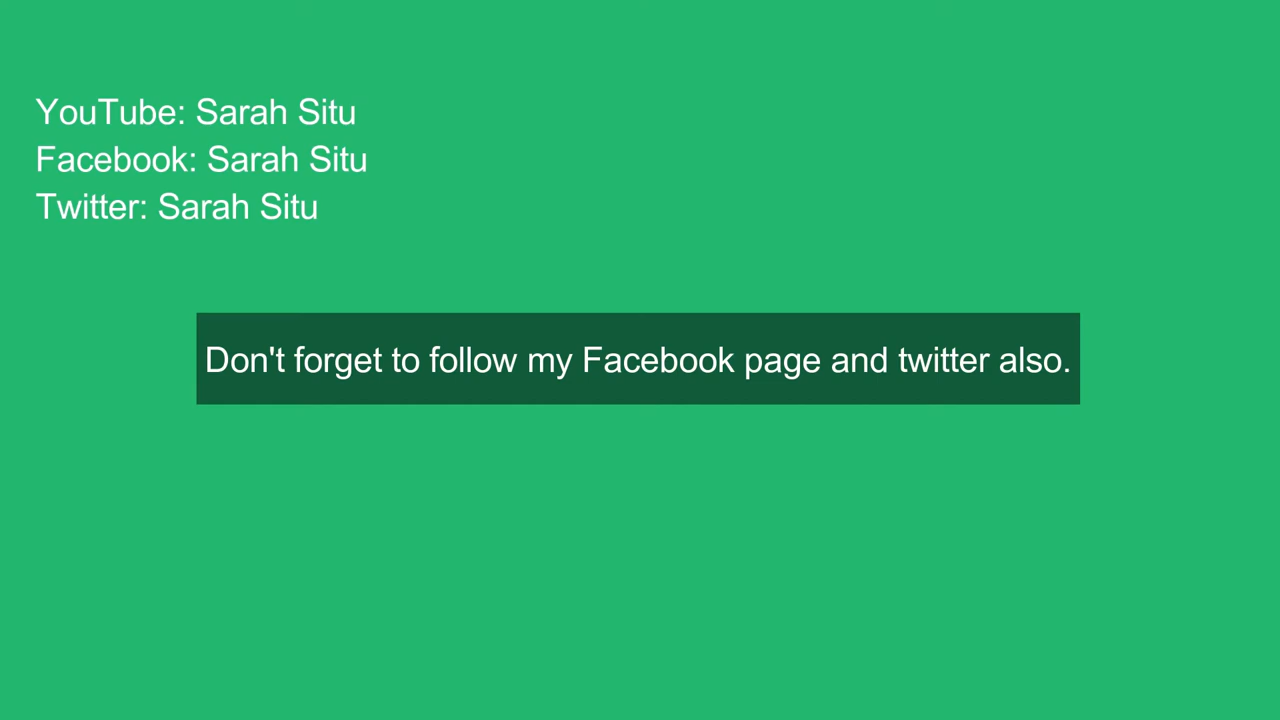 YouTube: Sarah Situ
Facebook: Sarah Situ
Twitter: Sarah Situ
Don't forget to follow my Facebook page and twitter also.